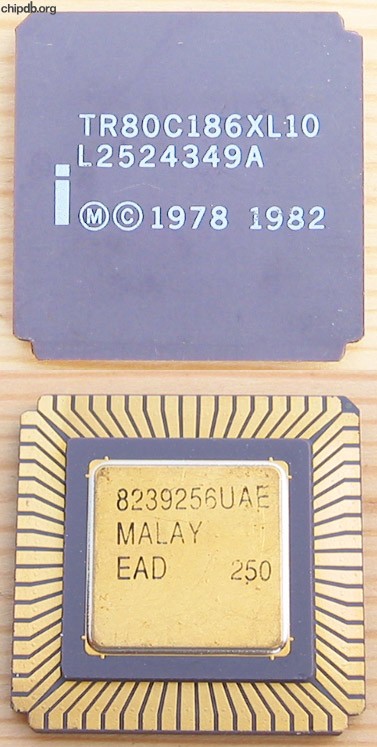 chipdb.org
TR80C186XL10
L2524349A
i
Ⓜ © 1978 1982
8239256UAE
MALAY
EAD 250